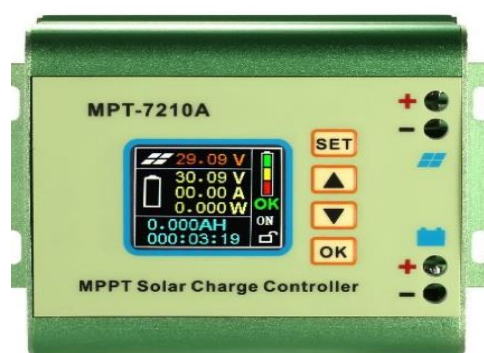 MPT-7210A
29.09 V
30.09 V
00.00 A
0.000W
OK
0.000AH
ON
000:03:19
SET
OK
+
-
+
-
MPPT Solar Charge Controller